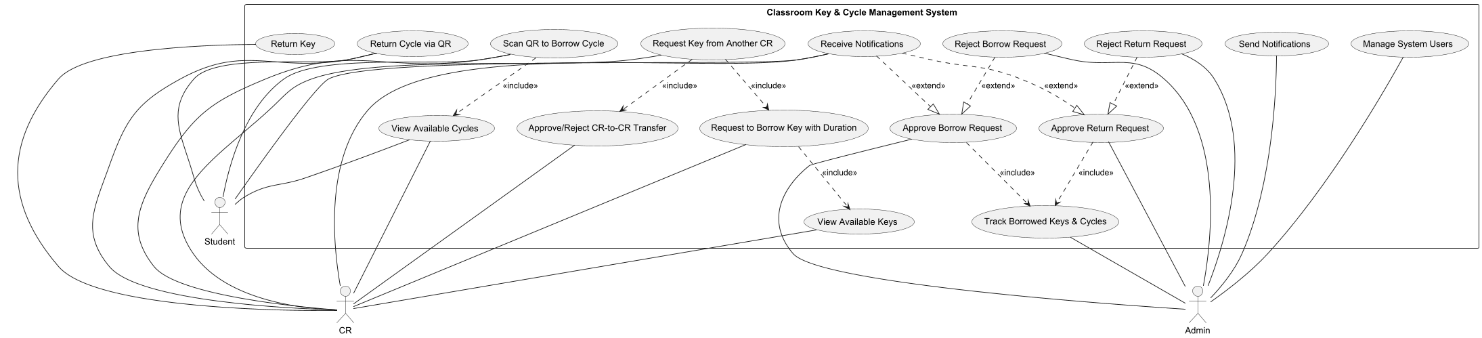 Classroom Key & Cycle Management System
Return Key
Return Cycle via QR
Scan QR to Borrow Cycle
Request Key from Another CR
Receive Notifications
Reject Borrow Request
Reject Return Request
Send Notifications
Manage System Users
«include»
«include»
«include»
«extend»
«extend»
«extend»
«extend»
View Available Cycles
Approve/Reject CR-to-CR Transfer
Request to Borrow Key with Duration
Approve Borrow Request
Approve Return Request
«include»
«include»
«include»
View Available Keys
Track Borrowed Keys & Cycles
Student
CR
Admin